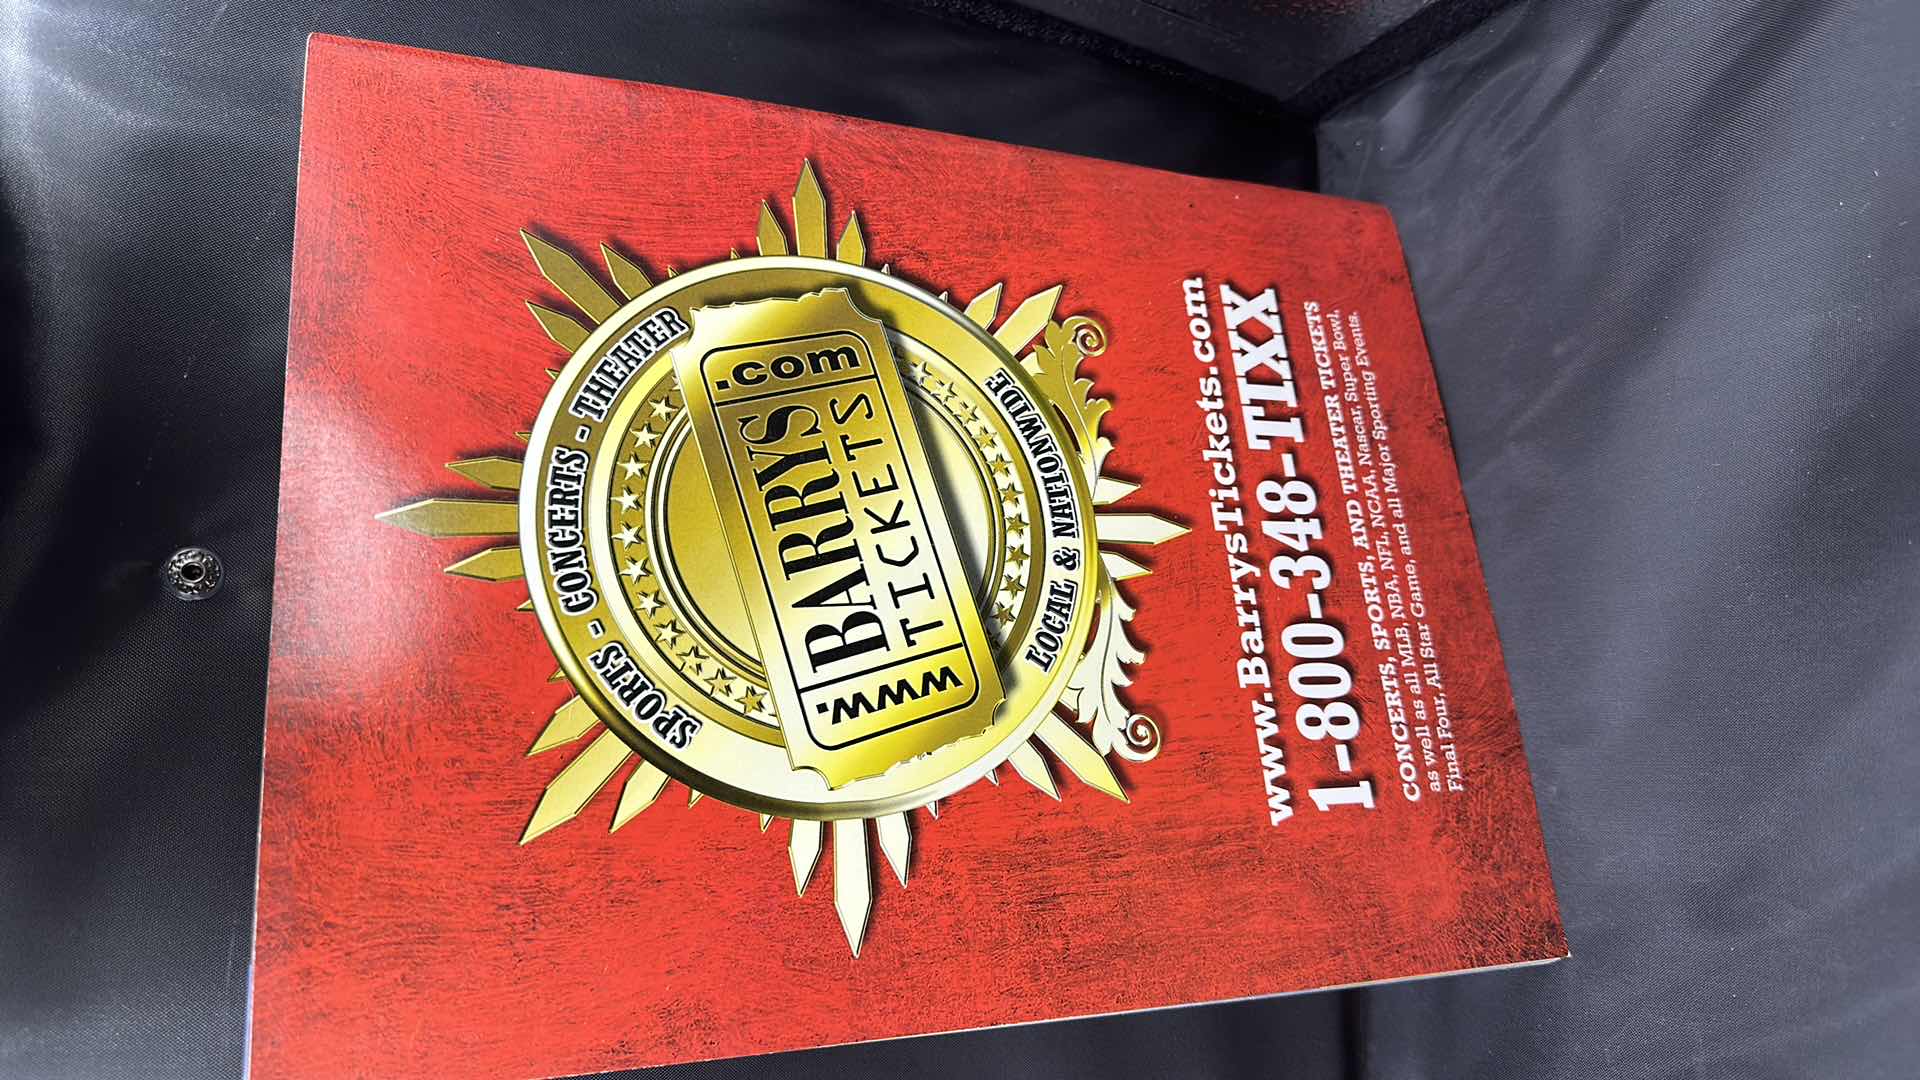 SPORTS - CONCERTS - THEATER
www.
BARRYS
TICKETS
.com
LOCAL & NATIONWIDE
www.BarrysTickets.com
1-800-348-TIXX
CONCERTS, SPORTS, AND THEATER TICKETS
as well as all MLB, NBA, NFL, NCAA, Nascar, Super Bowl,
Final Four, All Star Game, and all Major Sporting Events.